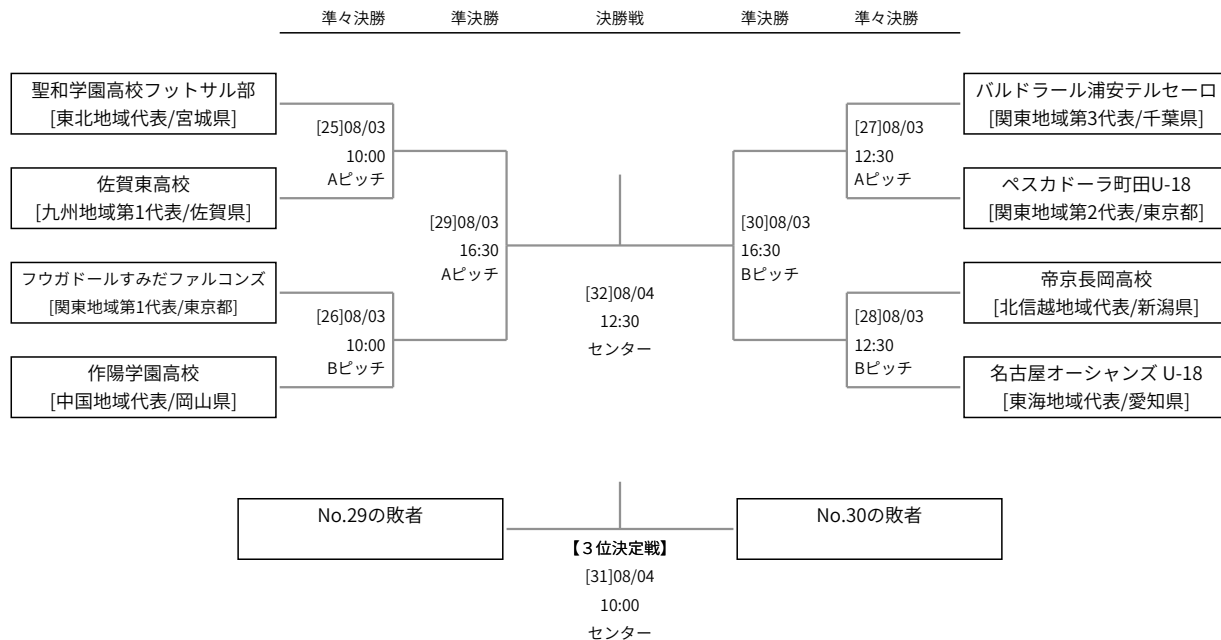 準々決勝 準決勝 決勝戦 準決勝 準々決勝
聖和学園高校フットサル部
[東北地域代表/宮城県]
[25]08/03
10:00
Aピッチ
佐賀東高校
[九州地域第1代表/佐賀県]
[29]08/03
16:30
Aピッチ
フウガドールすみだファルコンズ
[関東地域第1代表/東京都]
[26]08/03
10:00
Bピッチ
作陽学園高校
[中国地域代表/岡山県]
[32]08/04
12:30
センター
バルドラール浦安テルセーロ
[関東地域第3代表/千葉県]
[27]08/03
12:30
Aピッチ
ペスカドーラ町田U-18
[関東地域第2代表/東京都]
[30]08/03
16:30
Bピッチ
帝京長岡高校
[北信越地域代表/新潟県]
[28]08/03
12:30
Bピッチ
名古屋オーシャンズ U-18
[東海地域代表/愛知県]
No.29の敗者
No.30の敗者
【３位決定戦】
[31]08/04
10:00
センター